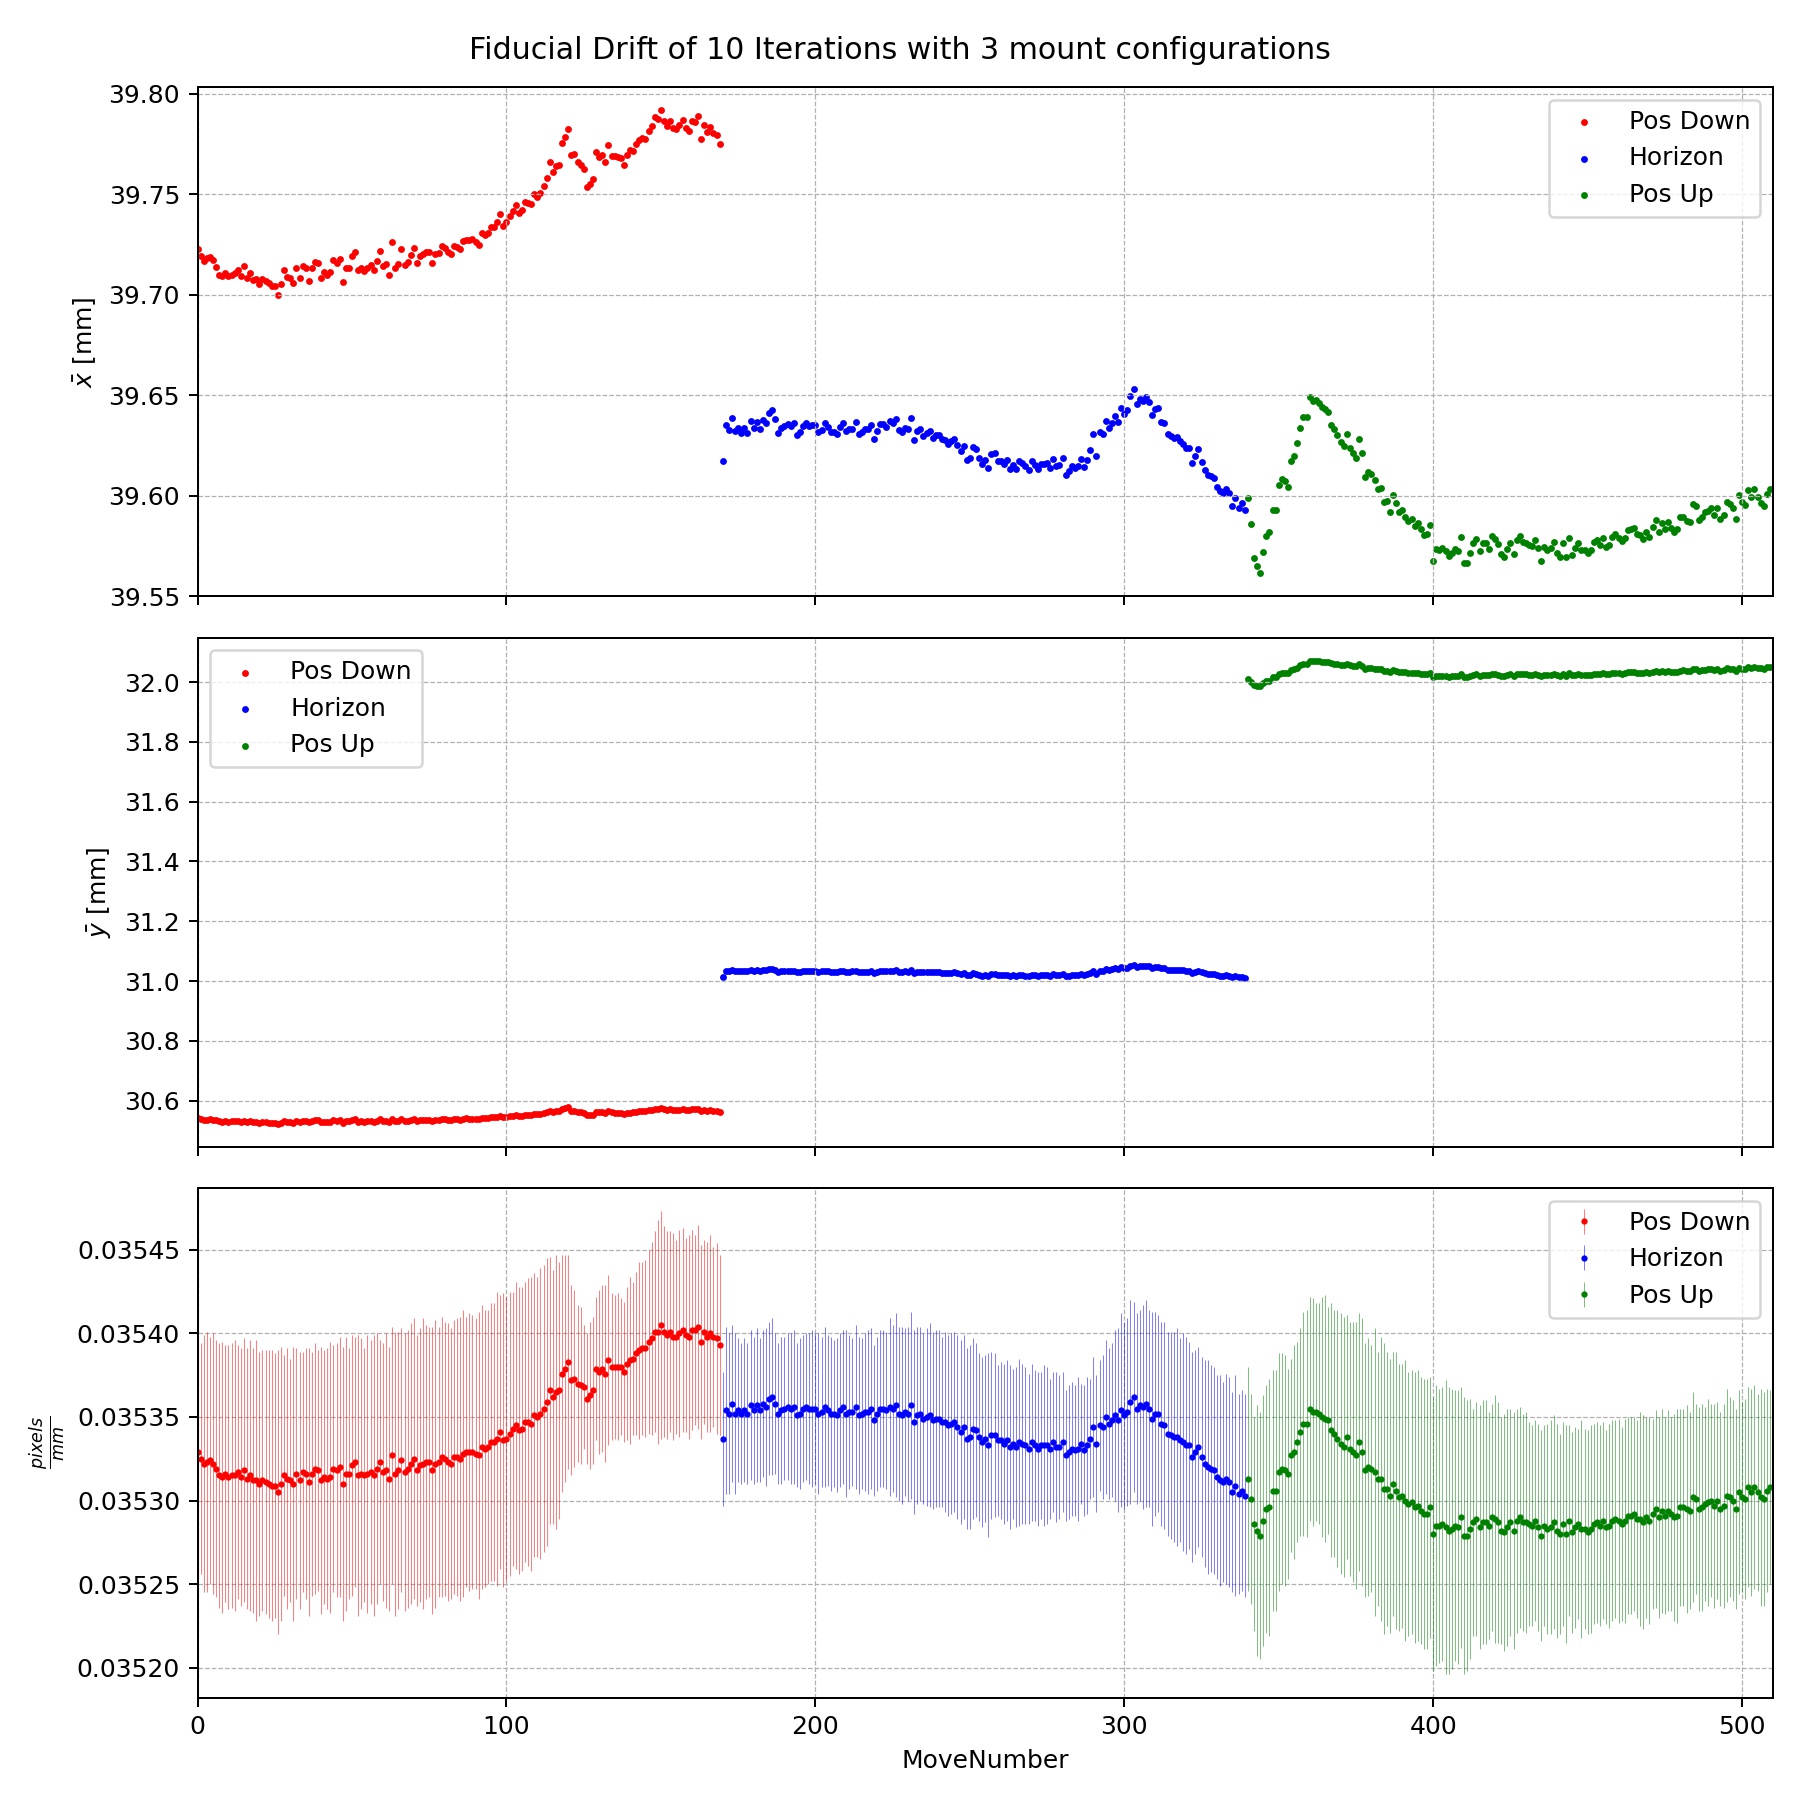 Fiducial Drift of 10 Iterations with 3 mount configurations
39.80
39.75
39.70
39.65
39.60
39.55
x̄ [mm]
Pos Down
Horizon
Pos Up
32.0
31.8
31.6
31.4
31.2
31.0
30.8
30.6
ȳ [mm]
Pos Down
Horizon
Pos Up
0.03545
0.03540
0.03535
0.03530
0.03525
0.03520
pixels
mm
Pos Down
Horizon
Pos Up
0 100 200 300 400 500
MoveNumber